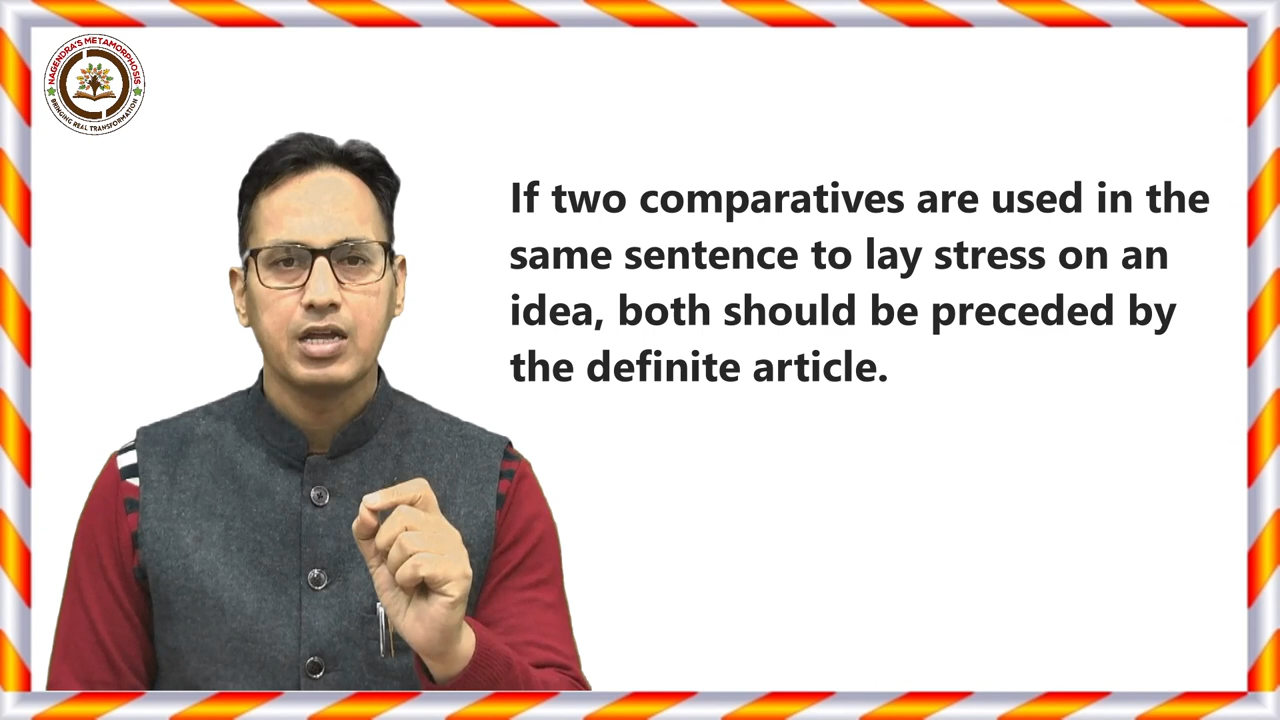 NAGENDRA'S METAMORPHOSIS
BRINGING REAL TRANSFORMATION
If two comparatives are used in the
same sentence to lay stress on an
idea, both should be preceded by
the definite article.